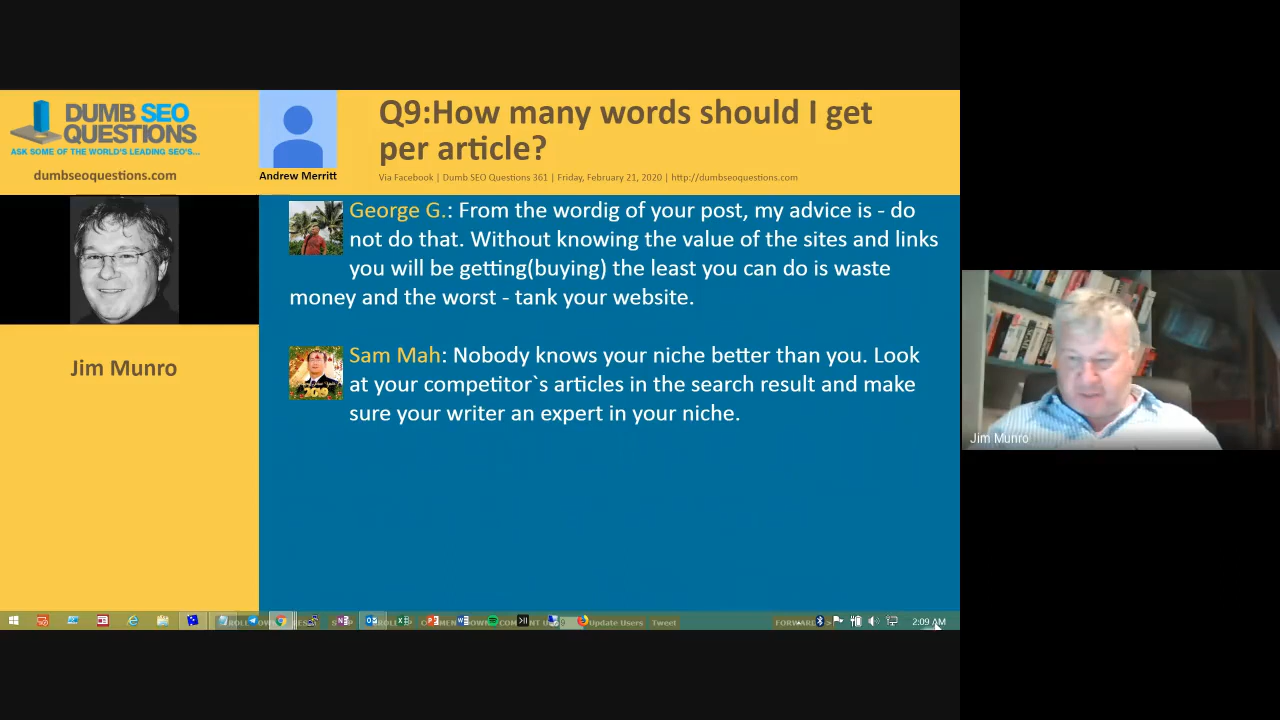 DUMB SEO
QUESTIONS
ASK SOME OF THE WORLD'S LEADING SEO'S...
dumbseoquestions.com
Andrew Merritt
Q9:How many words should I get
per article?
Via Facebook | Dumb SEO Questions 361 | Friday, February 21, 2020 | http://dumbseoquestions.com
Jim Munro
George G.: From the wordig of your post, my advice is - do
not do that. Without knowing the value of the sites and links
you will be getting(buying) the least you can do is waste
money and the worst - tank your website.
Sam Mah: Nobody knows your niche better than you. Look
at your competitor`s articles in the search result and make
sure your writer an expert in your niche.
2019
Jim Munro
Update Users Tweet
2:09 AM